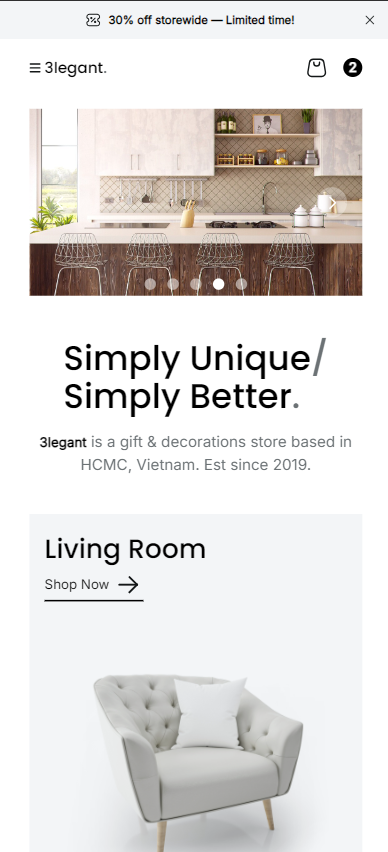 30% off storewide — Limited time!
3legant.
2
Simply Unique/
Simply Better.
3legant is a gift & decorations store based in
HCMC, Vietnam. Est since 2019.
Living Room
Shop Now